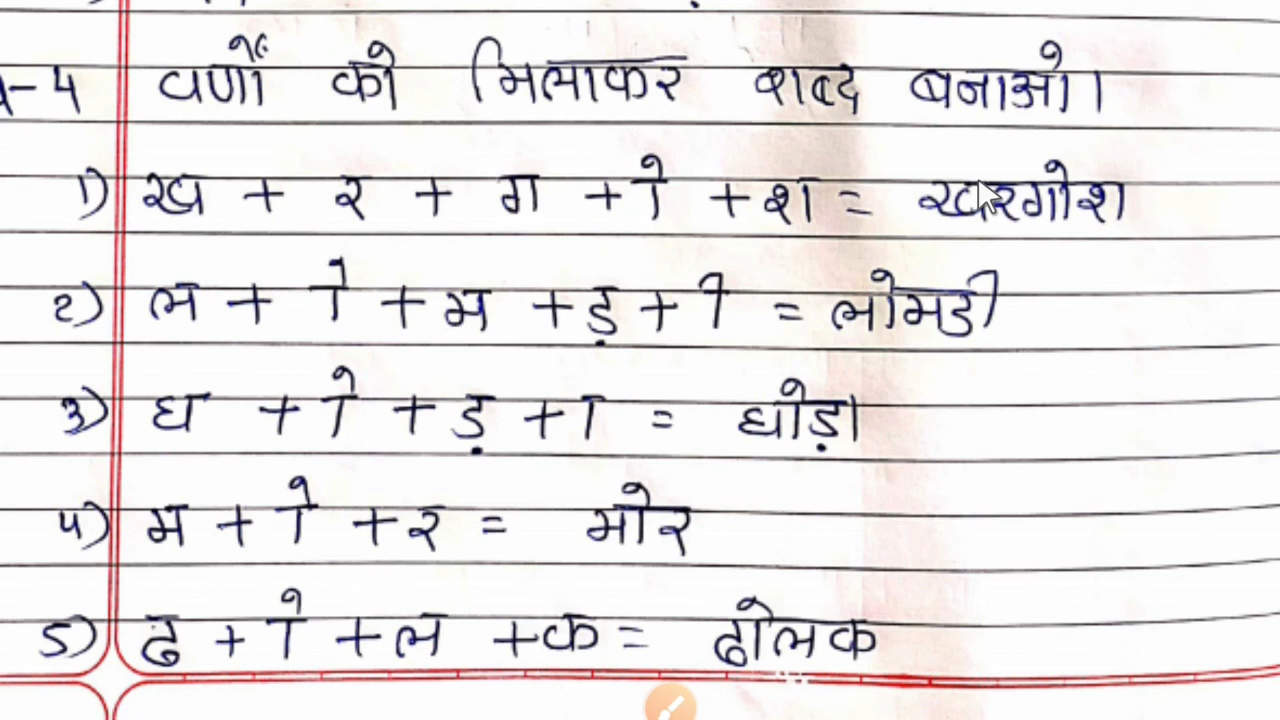 -4 वर्णों को मिलाकर शब्द बनाओ।
1) ख + र + ग + ो + श = खरगोश
2) ल + ो + म + ड़ + ी = लोमडी
3) घ + ो + ड़ + ा = घोड़ा
4) म + ो + र = मोर
5) ढ + ो + ल + क = ढोलक